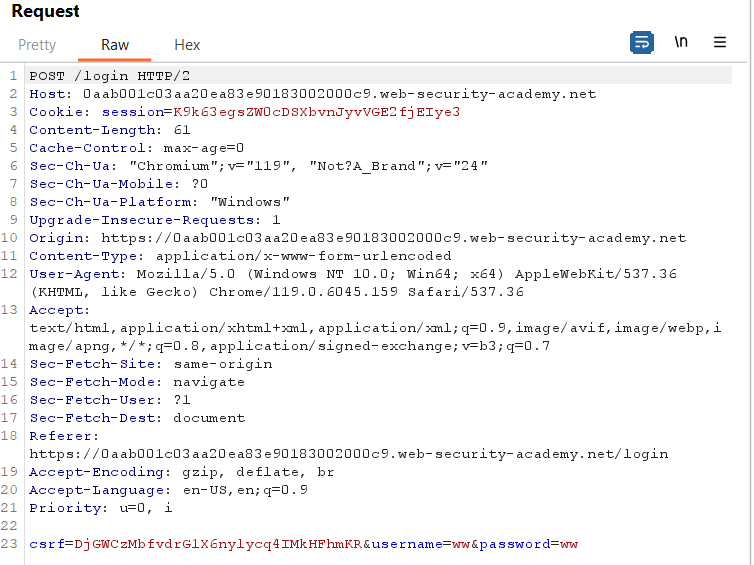 Request
Pretty Raw Hex \n
1 POST /login HTTP/2
2 Host: 0aab001c03aa20ea83e90183002000c9.web-security-academy.net
3 Cookie: session=K9k63egsZW0cDSXbvnJyvVGE2fjEIye3
4 Content-Length: 61
5 Cache-Control: max-age=0
6 Sec-Ch-Ua: "Chromium";v="119", "Not?A_Brand";v="24"
7 Sec-Ch-Ua-Mobile: ?0
8 Sec-Ch-Ua-Platform: "Windows"
9 Upgrade-Insecure-Requests: 1
10 Origin: https://0aab001c03aa20ea83e90183002000c9.web-security-academy.net
11 Content-Type: application/x-www-form-urlencoded
12 User-Agent: Mozilla/5.0 (Windows NT 10.0; Win64; x64) AppleWebKit/537.36
(KHTML, like Gecko) Chrome/119.0.6045.159 Safari/537.36
13 Accept:
text/html,application/xhtml+xml,application/xml;q=0.9,image/avif,image/webp,i
mage/apng,*/*;q=0.8,application/signed-exchange;v=b3;q=0.7
14 Sec-Fetch-Site: same-origin
15 Sec-Fetch-Mode: navigate
16 Sec-Fetch-User: ?1
17 Sec-Fetch-Dest: document
18 Referer:
https://0aab001c03aa20ea83e90183002000c9.web-security-academy.net/login
19 Accept-Encoding: gzip, deflate, br
20 Accept-Language: en-US,en;q=0.9
21 Priority: u=0, i
22
23 csrf=DjGWCzMbfvdrG1X6nylycq4IMkHFhmKR&username=ww&password=ww